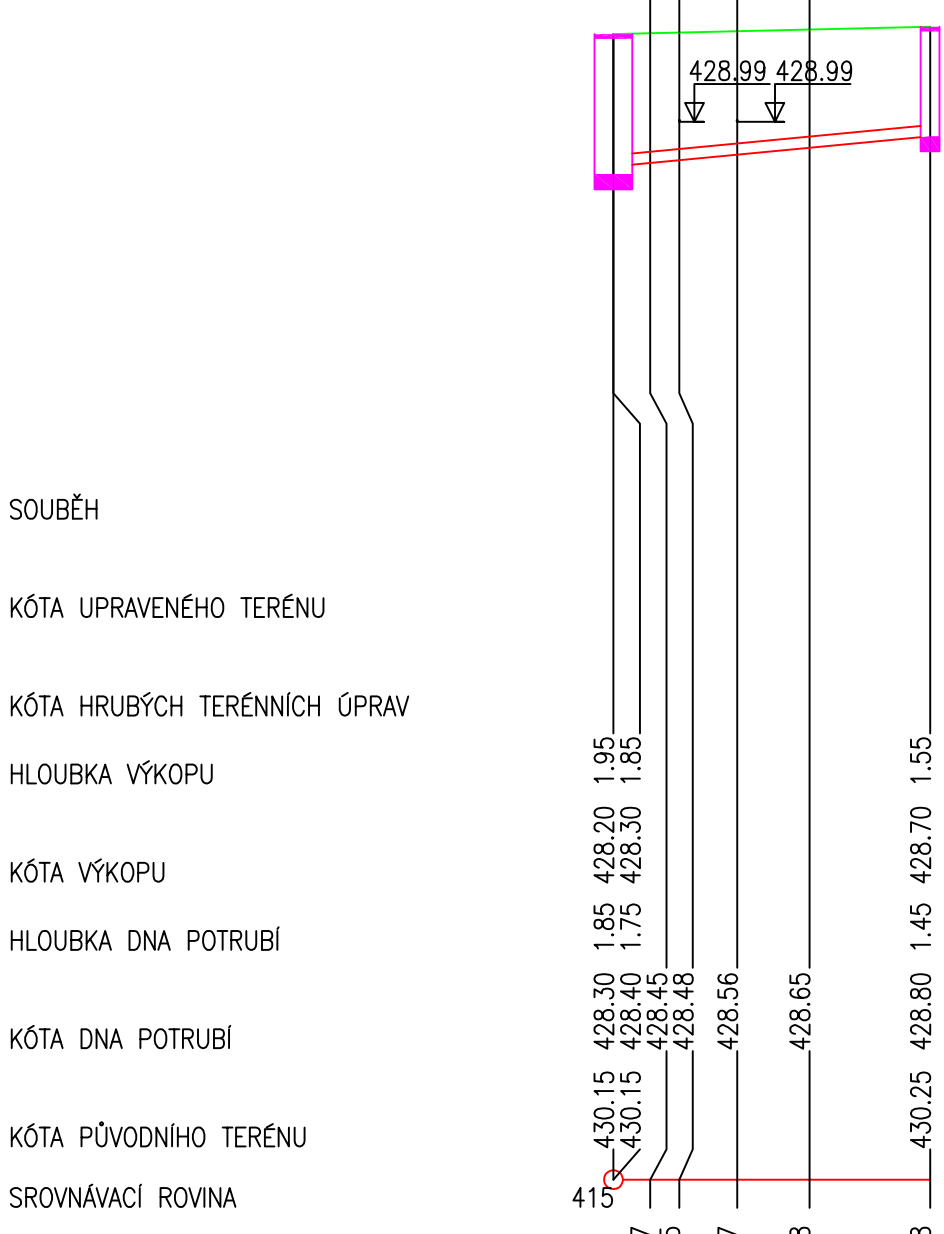 428.99 428.99
SOUBĚH
KÓTA UPRAVENÉHO TERÉNU
KÓTA HRUBÝCH TERÉNNÍCH ÚPRAV
HLOUBKA VÝKOPU 1.95 1.85 1.55
KÓTA VÝKOPU 428.20 428.30 428.70
HLOUBKA DNA POTRUBÍ 1.85 1.75 1.45
KÓTA DNA POTRUBÍ 428.30 428.40 428.45 428.48 428.56 428.65 428.80
KÓTA PŮVODNÍHO TERÉNU 430.15 430.15 430.25
SROVNÁVACÍ ROVINA 415